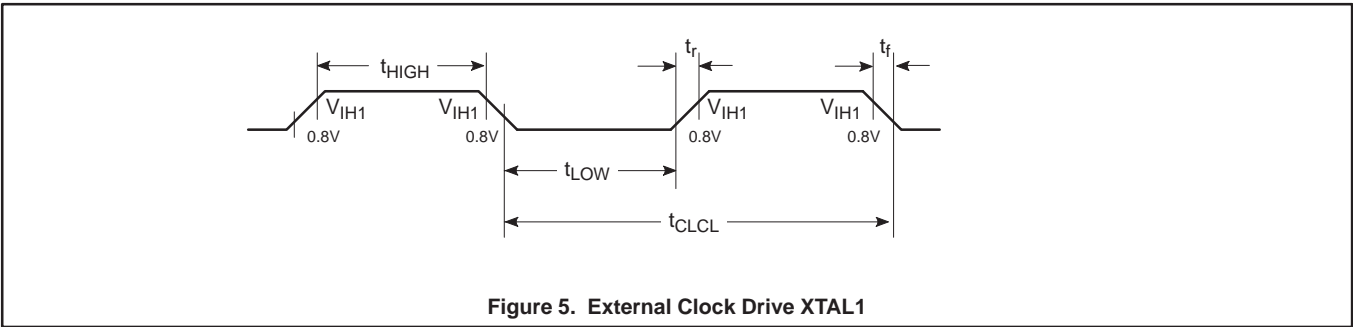 tHIGH tr tf
VIH1 VIH1 VIH1 VIH1
0.8V 0.8V 0.8V 0.8V
tLOW
tCLCL
Figure 5. External Clock Drive XTAL1